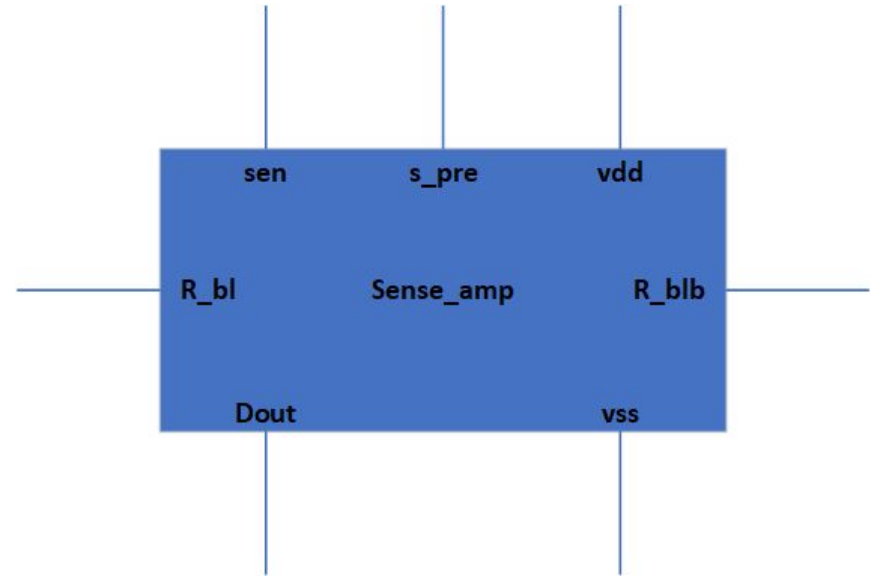 sen s_pre vdd
R_bl Sense_amp R_blb
Dout vss